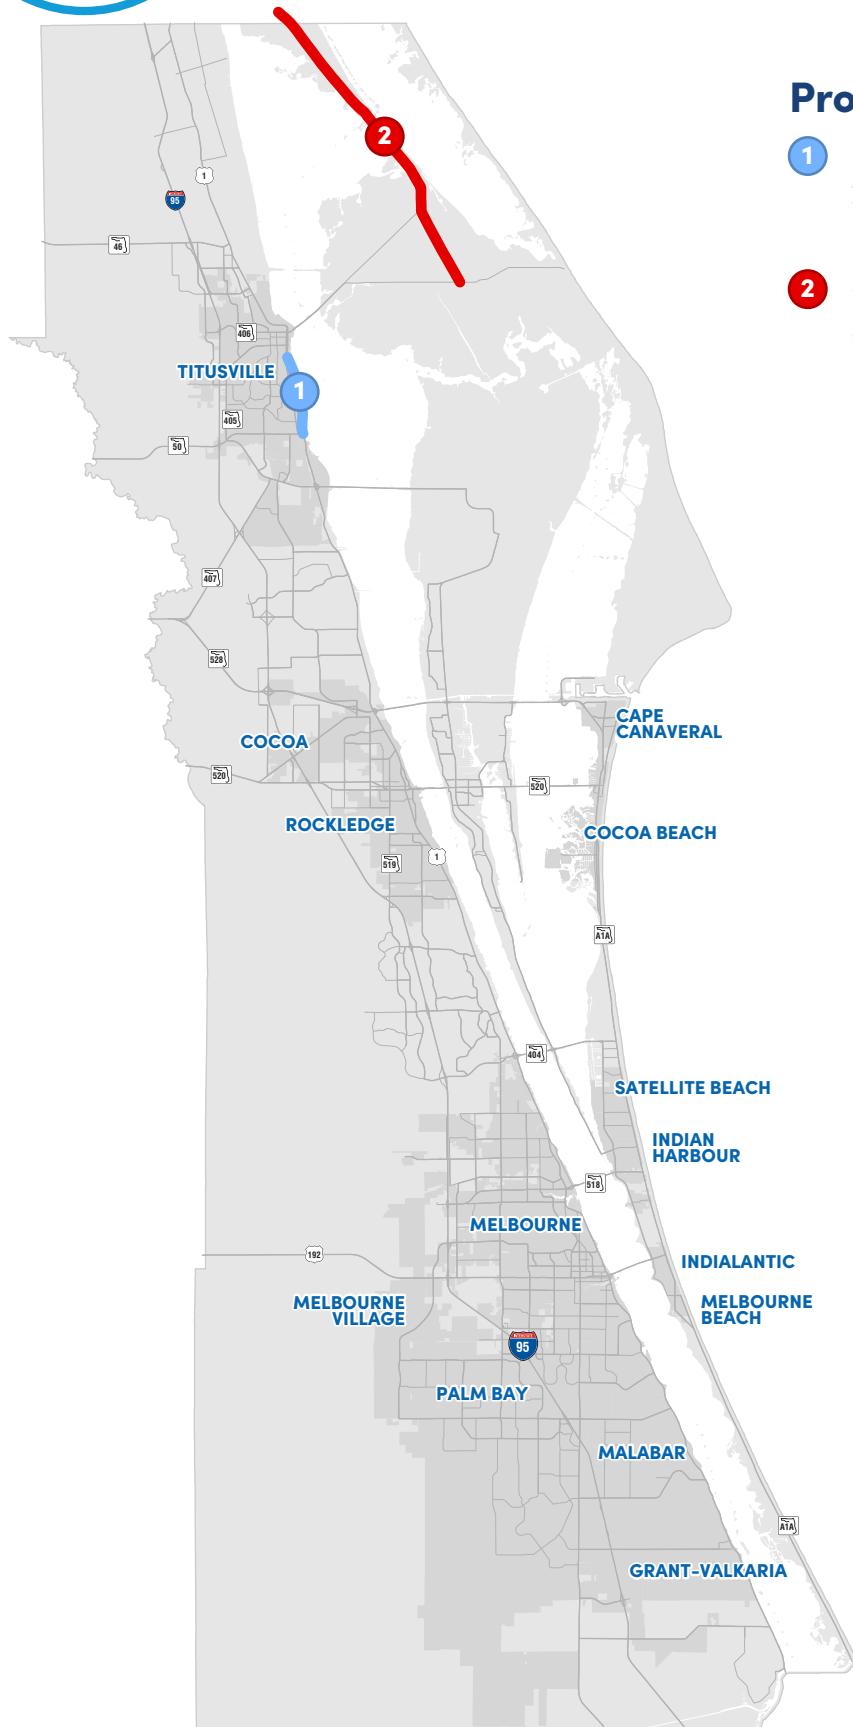 Pro
1
2
2
1
95
46
406
TITUSVILLE
1
405
50
407
528
CAPE
CANAVERAL
COCOA
520
520
ROCKLEDGE
COCOA BEACH
519
1
A1A
404
SATELLITE BEACH
INDIAN
HARBOUR
518
MELBOURNE
192
INDIALANTIC
MELBOURNE
VILLAGE
MELBOURNE
BEACH
95
PALM BAY
MALABAR
A1A
GRANT-VALKARIA